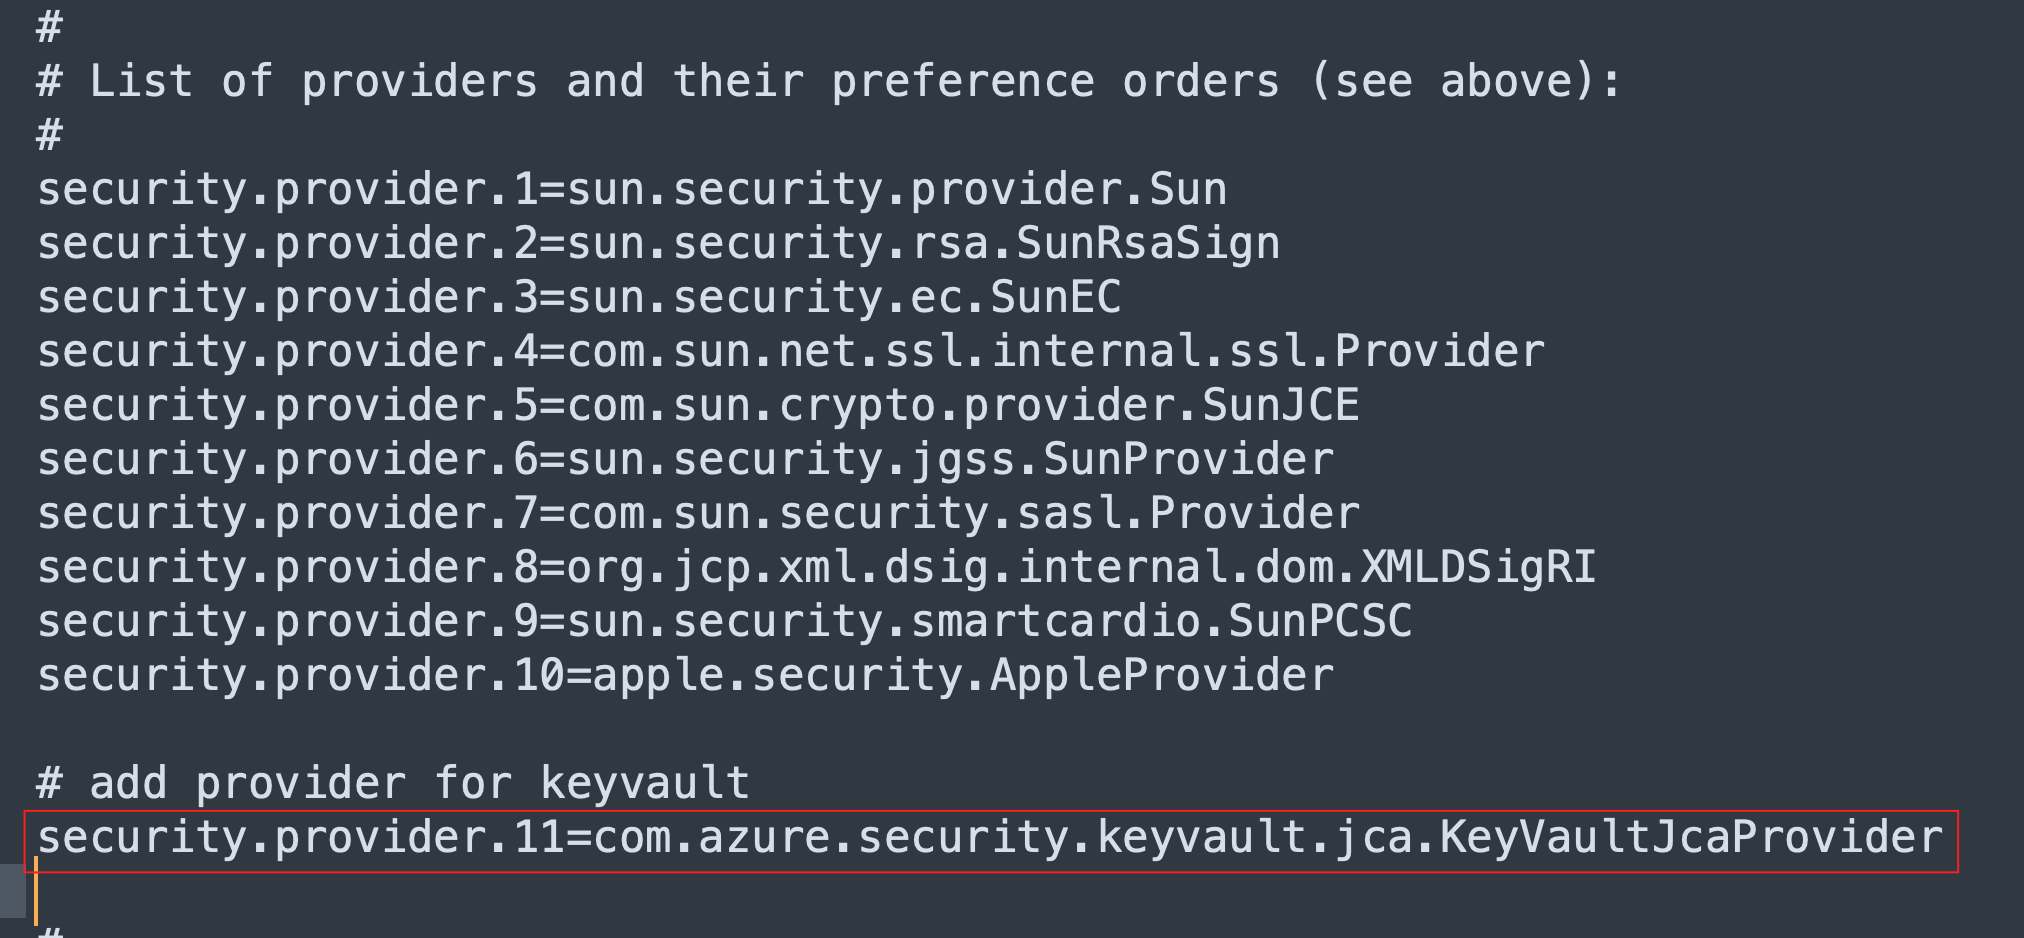 #
# List of providers and their preference orders (see above):
#
security.provider.1=sun.security.provider.Sun
security.provider.2=sun.security.rsa.SunRsaSign
security.provider.3=sun.security.ec.SunEC
security.provider.4=com.sun.net.ssl.internal.ssl.Provider
security.provider.5=com.sun.crypto.provider.SunJCE
security.provider.6=sun.security.jgss.SunProvider
security.provider.7=com.sun.security.sasl.Provider
security.provider.8=org.jcp.xml.dsig.internal.dom.XMLDSigRI
security.provider.9=sun.security.smartcardio.SunPCSC
security.provider.10=apple.security.AppleProvider
# add provider for keyvault
security.provider.11=com.azure.security.keyvault.jca.KeyVaultJcaProvider
#